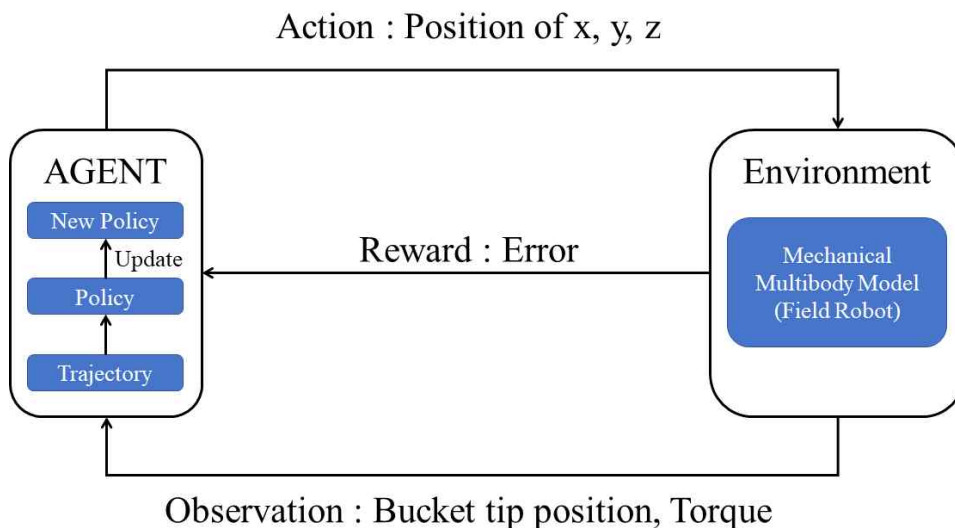 Action : Position of x, y, z
AGENT
New Policy
Update
Policy
Trajectory
Reward : Error
Environment
Mechanical
Multibody Model
(Field Robot)
Observation : Bucket tip position, Torque